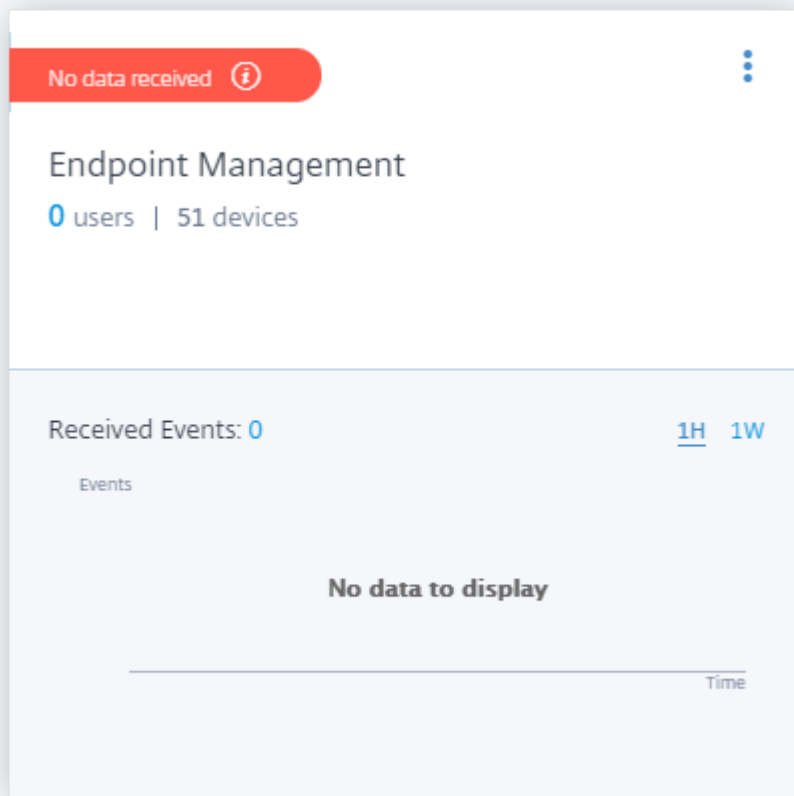 No data received
Endpoint Management
0 users | 51 devices
Received Events: 0 1H 1W
Events
No data to display
Time